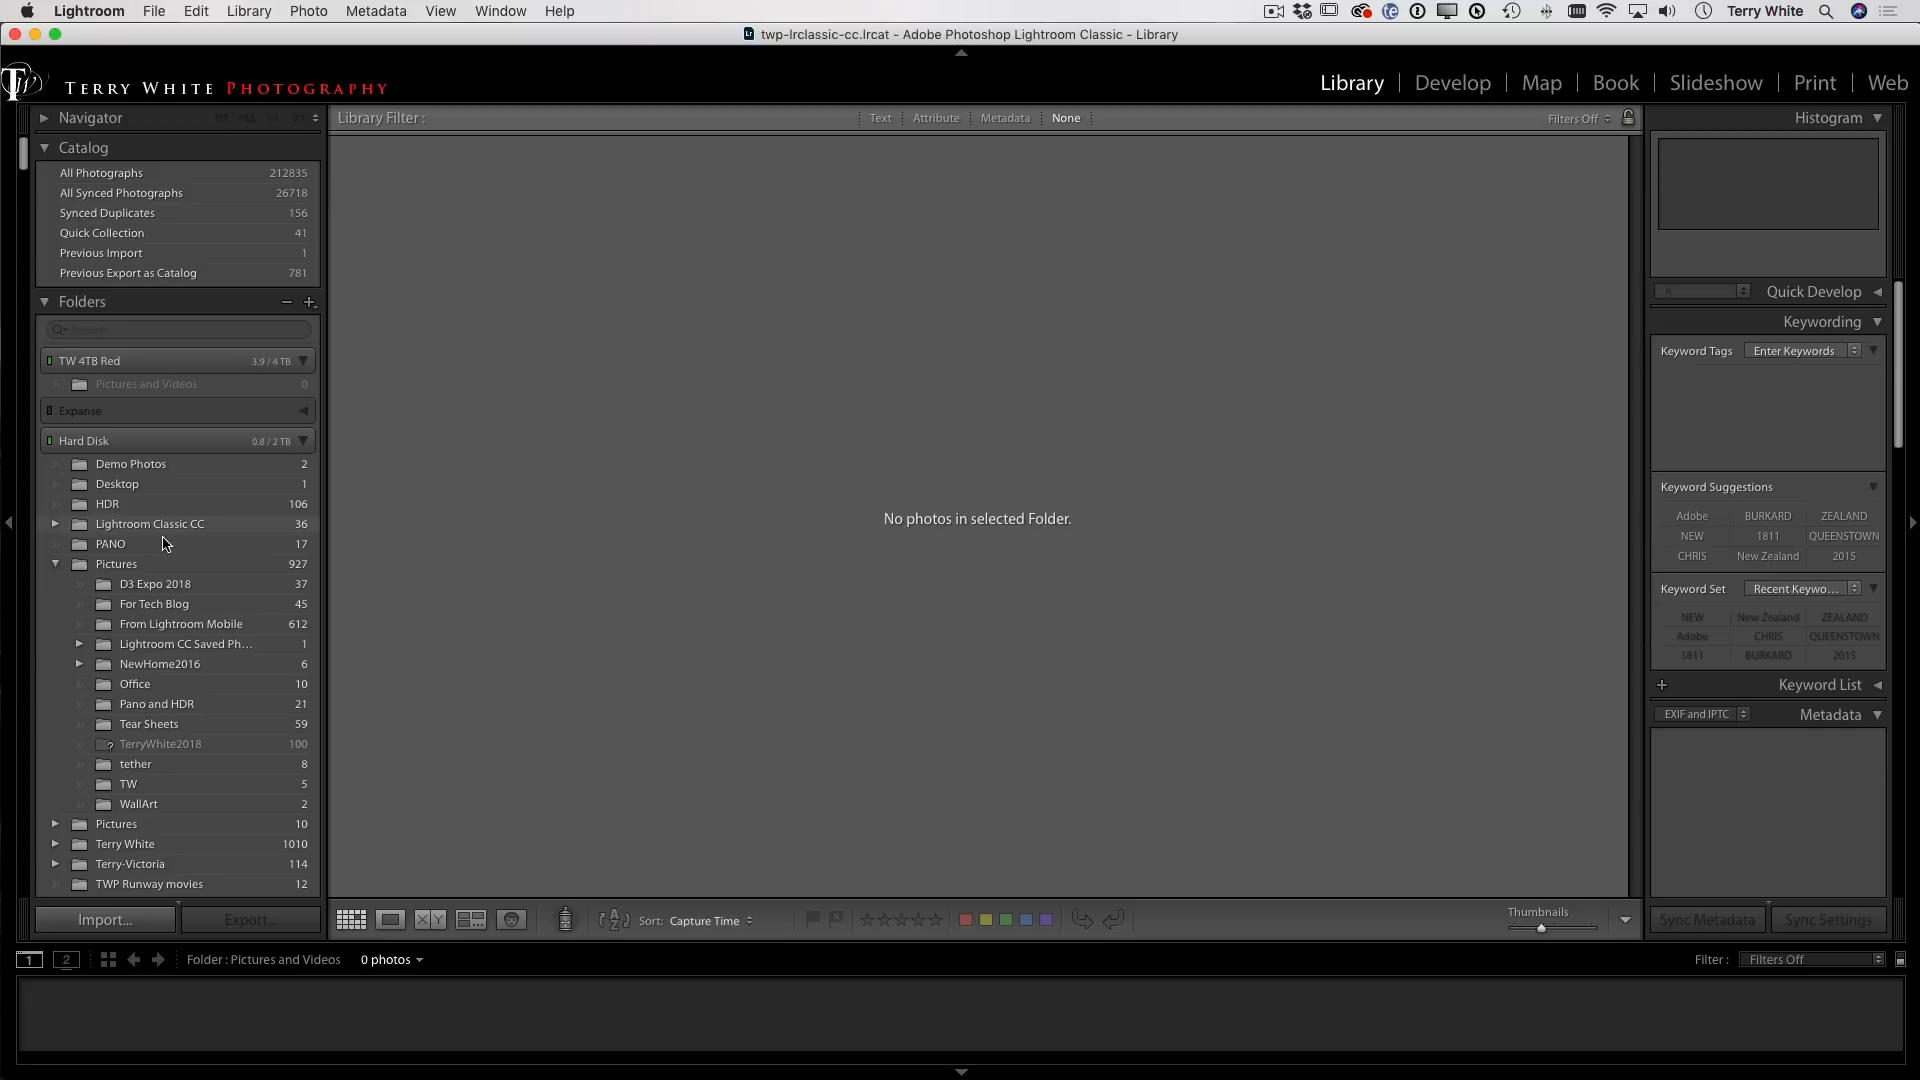 Lightroom File Edit Library Photo Metadata View Window Help Terry White
twp-lrclassic-cc.lrcat - Adobe Photoshop Lightroom Classic - Library
TERRY WHITE PHOTOGRAPHY
Library | Develop | Map | Book | Slideshow | Print | Web
Navigator
Catalog
All Photographs 212835
All Synced Photographs 26718
Synced Duplicates 156
Quick Collection 41
Previous Import 1
Previous Export as Catalog 781
Folders
Search
TW 4TB Red 3.9 / 4 TB
Pictures and Videos 0
Expanse
Hard Disk 0.8 / 2 TB
Demo Photos 2
Desktop 1
HDR 106
Lightroom Classic CC 36
PANO 17
Pictures 927
D3 Expo 2018 37
For Tech Blog 45
From Lightroom Mobile 612
Lightroom CC Saved Ph... 1
NewHome2016 6
Office 10
Pano and HDR 21
Tear Sheets 59
TerryWhite2018 100
tether 8
TW 5
WallArt 2
Pictures 10
Terry White 1010
Terry-Victoria 114
TWP Runway movies 12
Import... Export...
Library Filter : Text Attribute Metadata None Filters Off
No photos in selected Folder.
Sort: Capture Time
Thumbnails
Histogram
Quick Develop
Keywording
Keyword Tags Enter Keywords
Keyword Suggestions
Adobe BURKARD ZEALAND
NEW 1811 QUEENSTOWN
CHRIS New Zealand 2015
Keyword Set Recent Keywo...
NEW New Zealand ZEALAND
Adobe CHRIS QUEENSTOWN
1811 BURKARD 2015
Keyword List
EXIF and IPTC Metadata
Sync Metadata Sync Settings
1 2 Folder : Pictures and Videos 0 photos Filter : Filters Off